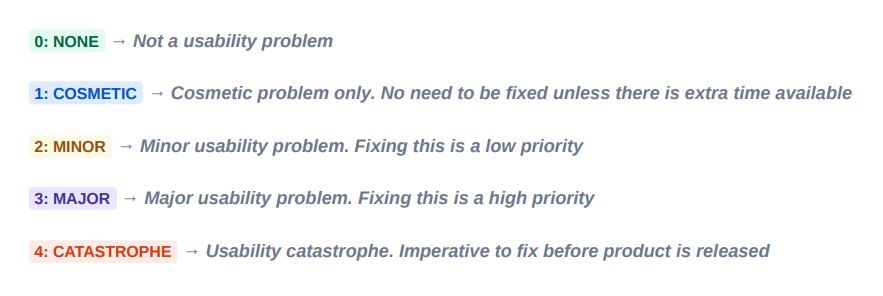 0: NONE → Not a usability problem
1: COSMETIC → Cosmetic problem only. No need to be fixed unless there is extra time available
2: MINOR → Minor usability problem. Fixing this is a low priority
3: MAJOR → Major usability problem. Fixing this is a high priority
4: CATASTROPHE → Usability catastrophe. Imperative to fix before product is released